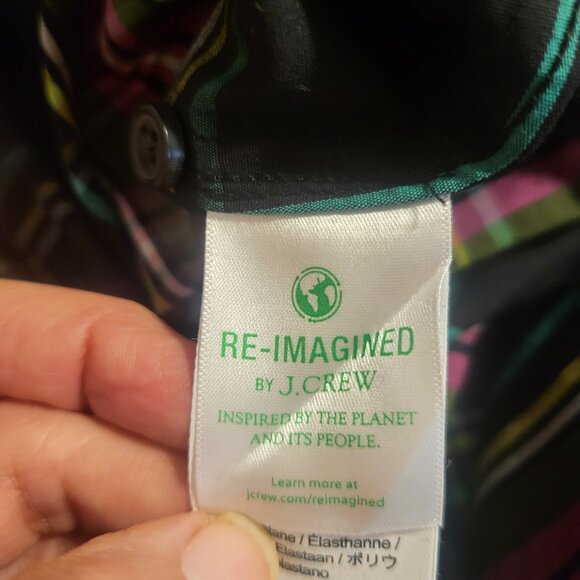 RE-IMAGINED
BY J.CREW
INSPIRED BY THE PLANET
AND ITS PEOPLE.
Learn more at
jcrew.com/reimagined
/ Élasthanne /
Elastaan / ポリウ